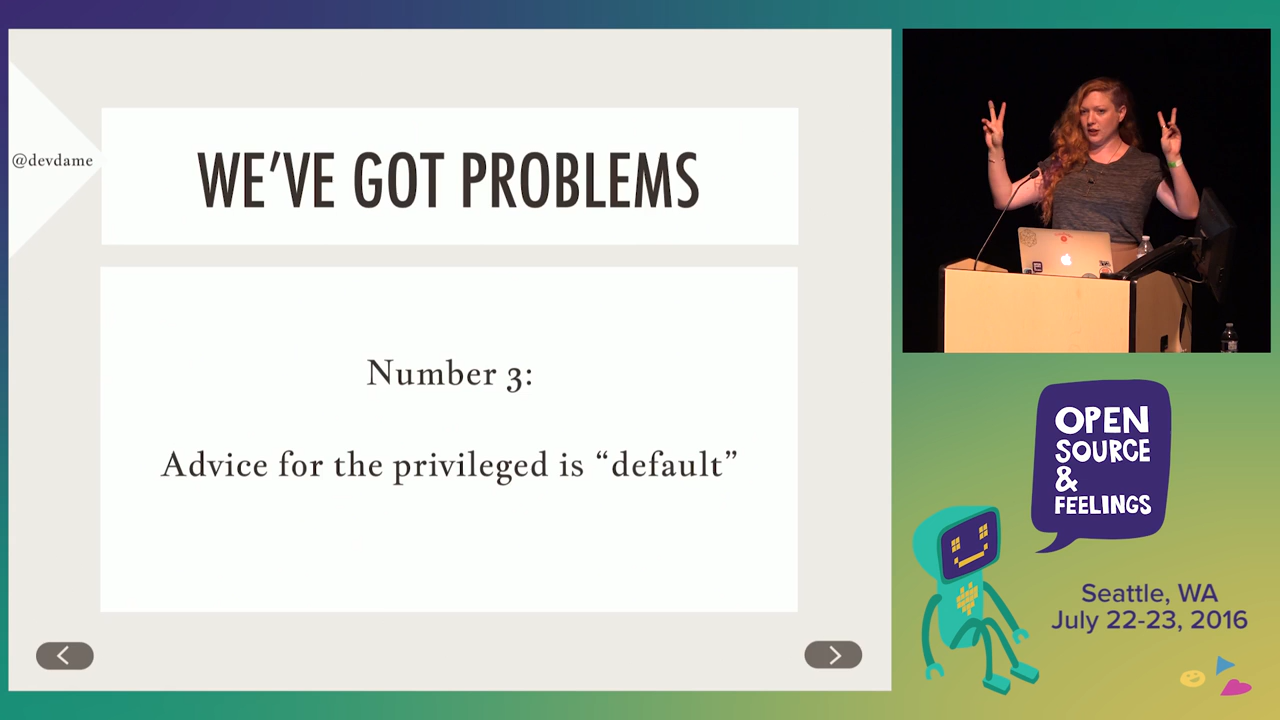 @devdame
WE’VE GOT PROBLEMS
Number 3:
Advice for the privileged is “default”
OPEN
SOURCE
&
FEELINGS
Seattle, WA
July 22-23, 2016